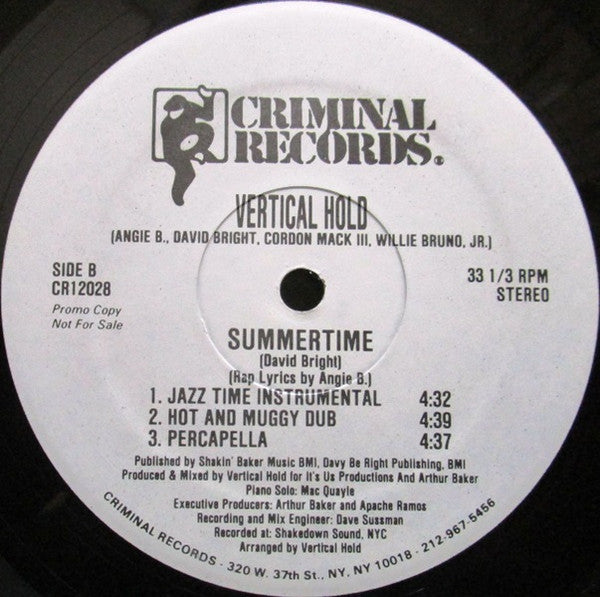 CRIMINAL
RECORDS.
VERTICAL HOLD
(ANGIE B., DAVID BRIGHT, CORDON MACK III, WILLIE BRUNO, JR.)
SIDE B
CR12028
Promo Copy
Not For Sale
33 1/3 RPM
STEREO
SUMMERTIME
(David Bright)
(Rap Lyrics by Angie B.)
1. JAZZ TIME INSTRUMENTAL 4:32
2. HOT AND MUGGY DUB 4:39
3. PERCAPELLA 4:37
Published by Shakin' Baker Music BMI, Davy Be Right Publishing, BMI
Produced & Mixed by Vertical Hold for It's Us Productions And Arthur Baker
Piano Solo: Mac Quayle
Executive Producers: Arthur Baker and Apache Ramos
Recording and Mix Engineer: Dave Sussman
Recorded at: Shakedown Sound, NYC
Arranged by Vertical Hold
CRIMINAL RECORDS - 320 W. 37th St., NY, NY 10018 - 212-967-5456